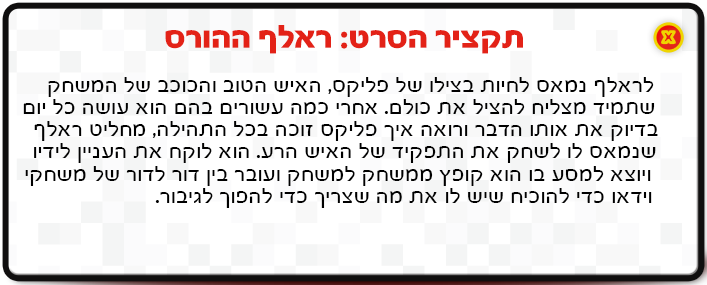 תקציר הסרט: ראלף ההורס
לראלף נמאס לחיות בצילו של פליקס, האיש הטוב והכוכב של המשחק
שתמיד מצליח להציל את כולם. אחרי כמה עשורים בהם הוא עושה כל יום
בדיוק את אותו הדבר ורואה איך פליקס זוכה בכל התהילה, מחליט ראלף
שנמאס לו לשחק את התפקיד של האיש הרע. הוא לוקח את העניין לידיו
ויוצא למסע בו הוא קופץ ממשחק למשחק ועובר בין דור לדור של משחקי
וידאו כדי להוכיח שיש לו את מה שצריך כדי להפוך לגיבור.